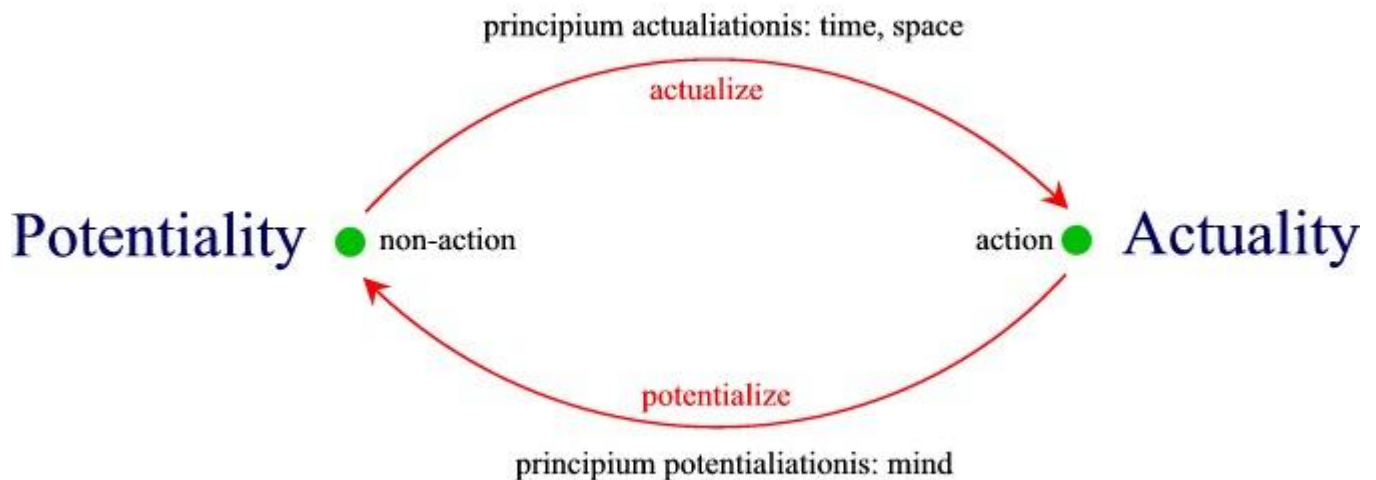 principium actualiationis: time, space
actualize
Potentiality non-action action Actuality
potentialize
principium potentialiationis: mind